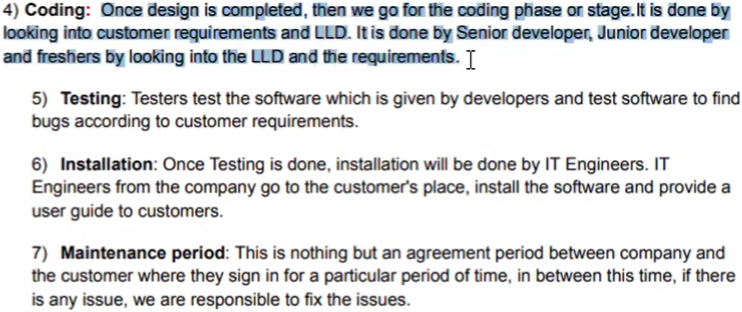 4) Coding: Once design is completed, then we go for the coding phase or stage.It is done by
looking into customer requirements and LLD. It is done by Senior developer, Junior developer
and freshers by looking into the LLD and the requirements.
5) Testing: Testers test the software which is given by developers and test software to find
bugs according to customer requirements.
6) Installation: Once Testing is done, installation will be done by IT Engineers. IT
Engineers from the company go to the customer's place, install the software and provide a
user guide to customers.
7) Maintenance period: This is nothing but an agreement period between company and
the customer where they sign in for a particular period of time, in between this time, if there
is any issue, we are responsible to fix the issues.